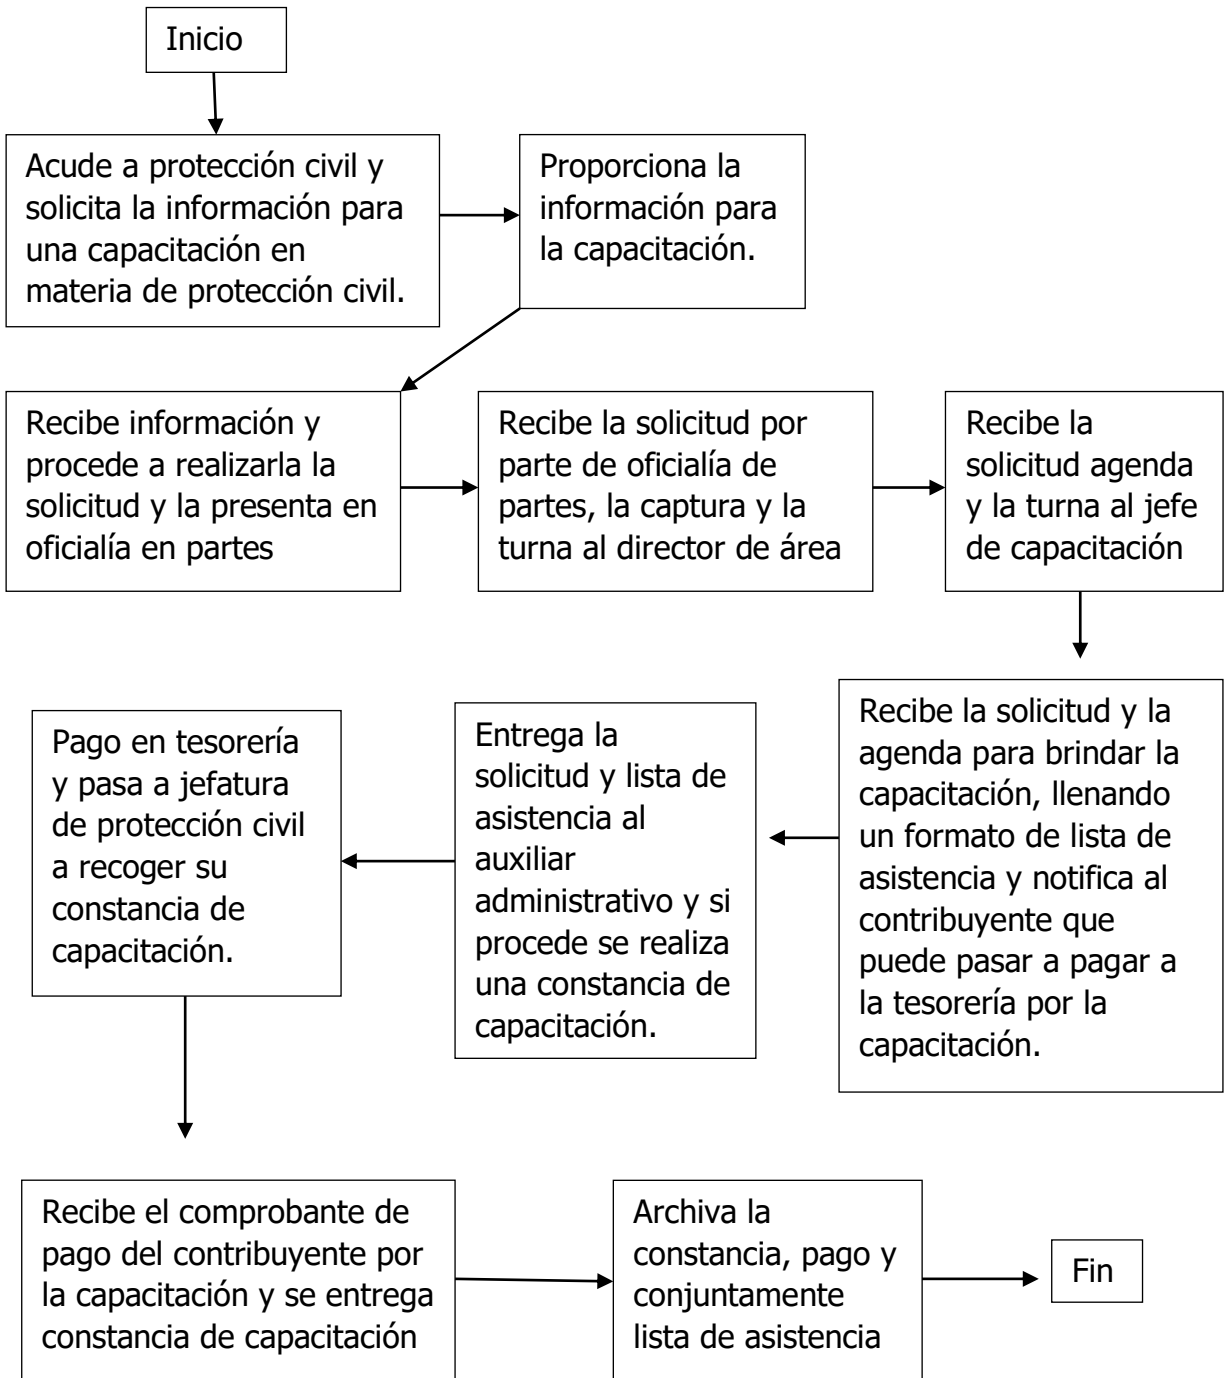 Inicio
Acude a protección civil y
solicita la información para
una capacitación en
materia de protección civil.
Proporciona la
información para
la capacitación.
Recibe información y
procede a realizarla la
solicitud y la presenta en
oficialía en partes
Recibe la solicitud por
parte de oficialía de
partes, la captura y la
turna al director de área
Recibe la
solicitud agenda
y la turna al jefe
de capacitación
Recibe la solicitud y la
agenda para brindar la
capacitación, llenando
un formato de lista de
asistencia y notifica al
contribuyente que
puede pasar a pagar a
la tesorería por la
capacitación.
Entrega la
solicitud y lista de
asistencia al
auxiliar
administrativo y si
procede se realiza
una constancia de
capacitación.
Pago en tesorería
y pasa a jefatura
de protección civil
a recoger su
constancia de
capacitación.
Recibe el comprobante de
pago del contribuyente por
la capacitación y se entrega
constancia de capacitación
Archiva la
constancia, pago y
conjuntamente
lista de asistencia
Fin